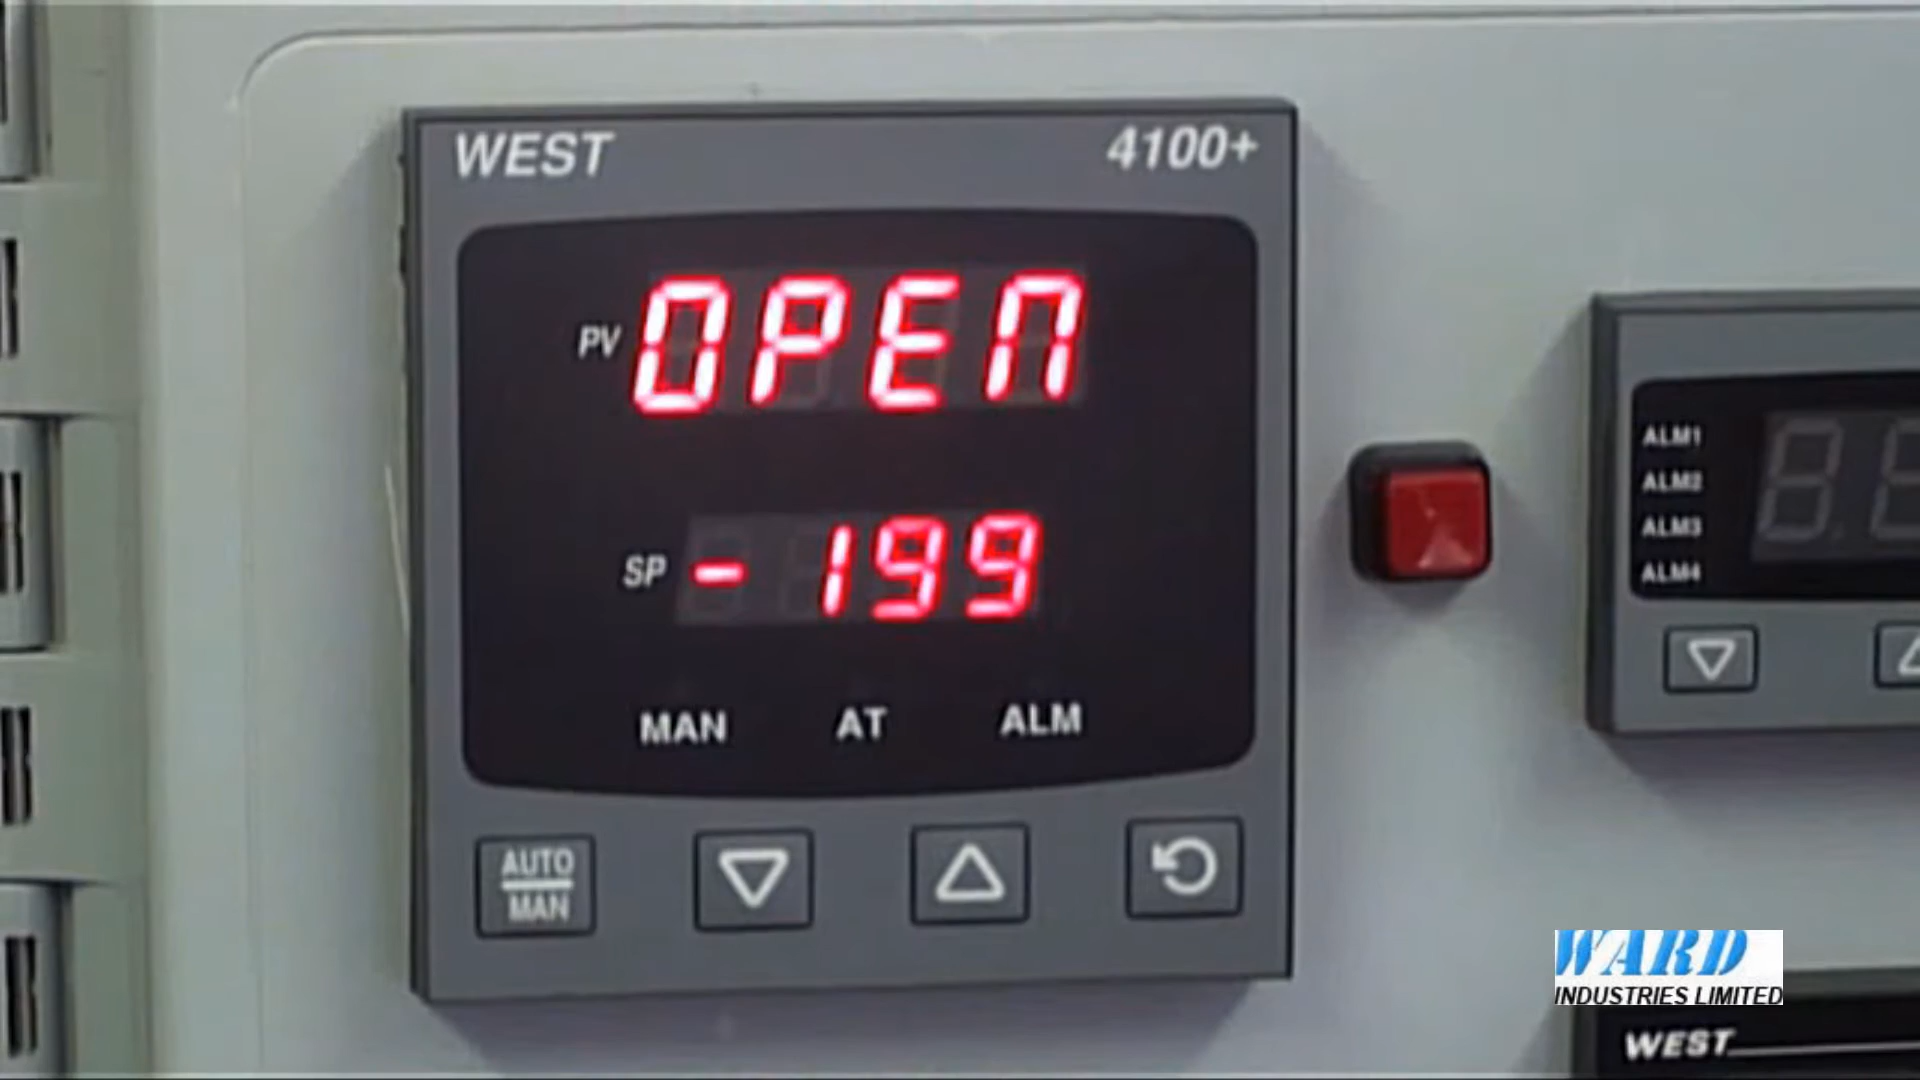 WEST 4100+
PV OPEN
SP - 199
MAN AT ALM
AUTO
MAN
ALM1
ALM2
ALM3
ALM4
WARD
INDUSTRIES LIMITED
WEST